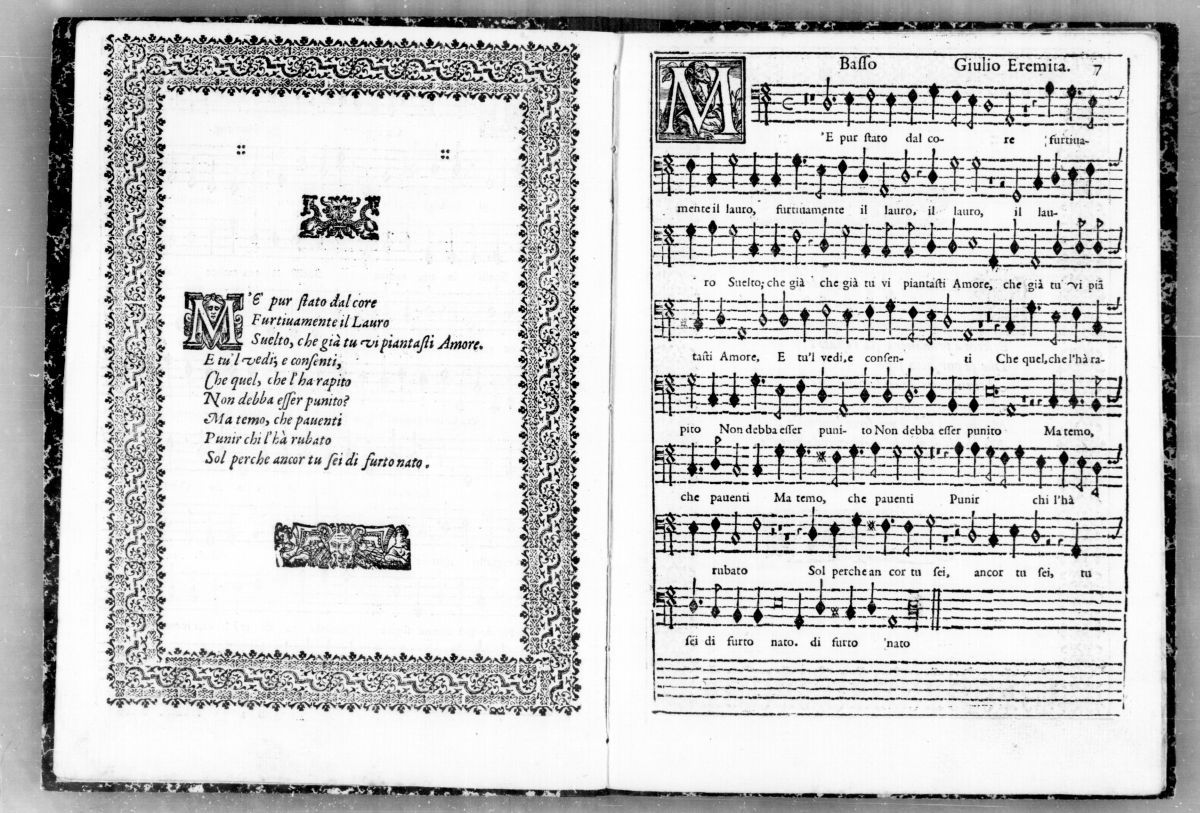 M'E pur ſtato dal core
Furtiuamente il Lauro
Suelto, che già tu vi piantaſti Amore.
E tu'l vedi, e conſenti,
Che quel, che l'ha rapito
Non debba eſſer punito?
Ma temo, che pauenti
Punir chi l'hà rubato
Sol perche ancor tu ſei di furto nato.
Baſſo Giulio Eremita. 7
M'E pur ſtato dal co- re furtiua-
mente il lauro, furtiuamente il lauro, il lauro, il lau-
ro Suelto, che già che già tu vi piantaſti Amore, che già tu vi piã
taſti Amore, E tu'l vedi, e conſen- ti Che quel, che l'hà ra-
pito Non debba eſſer puni- to Non debba eſſer punito Ma temo,
che pauenti Ma temo, che pauenti Punir chi l'hà
rubato Sol perche an cor tu ſei, ancor tu ſei, tu
ſei di furto nato. di furto nato